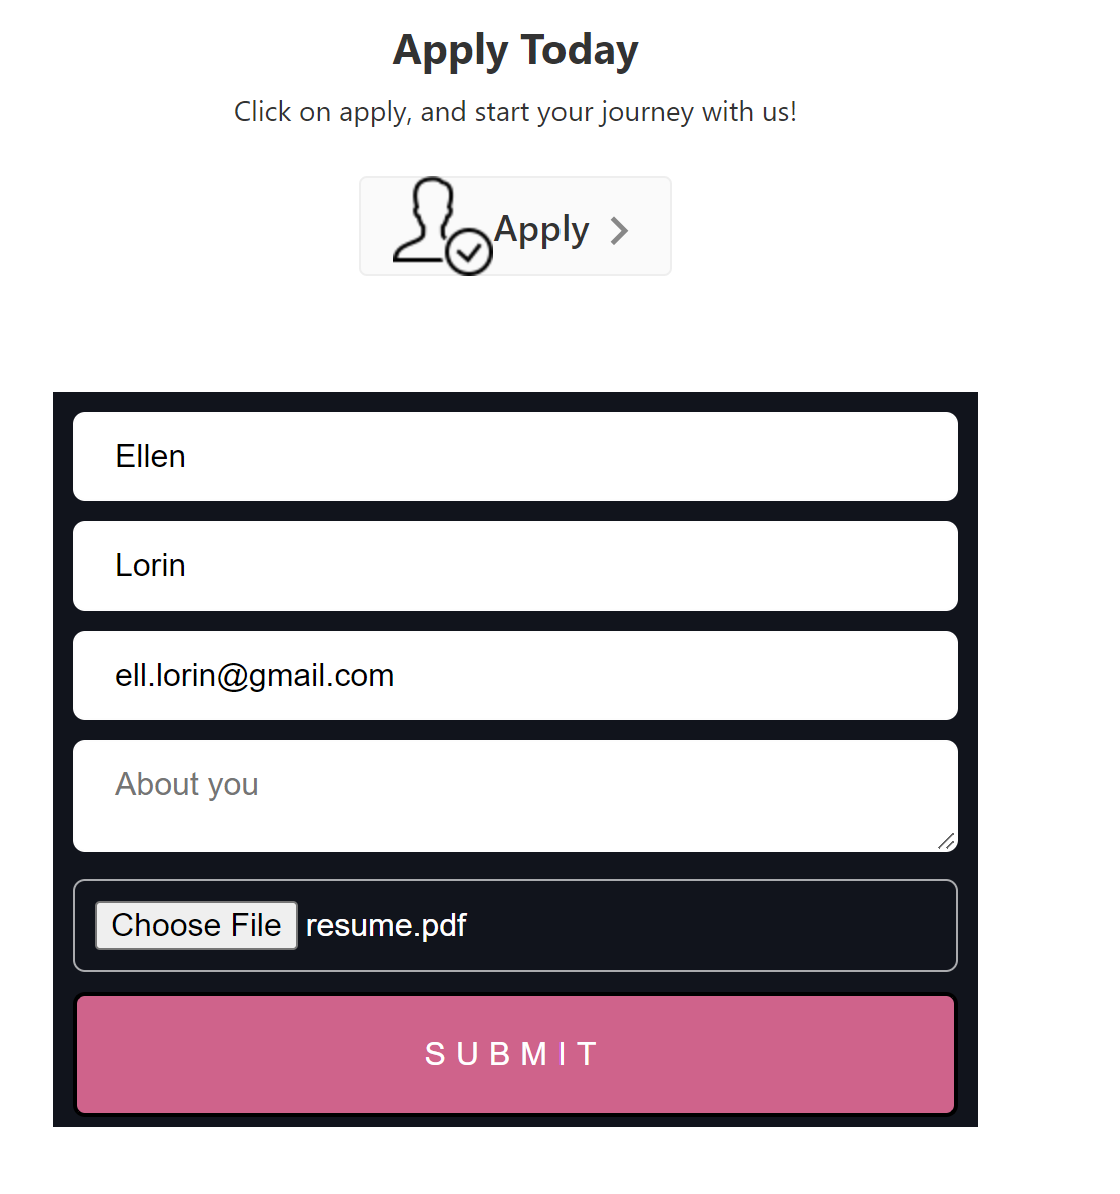 Apply Today
Click on apply, and start your journey with us!
Apply
Ellen
Lorin
ell.lorin@gmail.com
About you
Choose File resume.pdf
SUBMIT